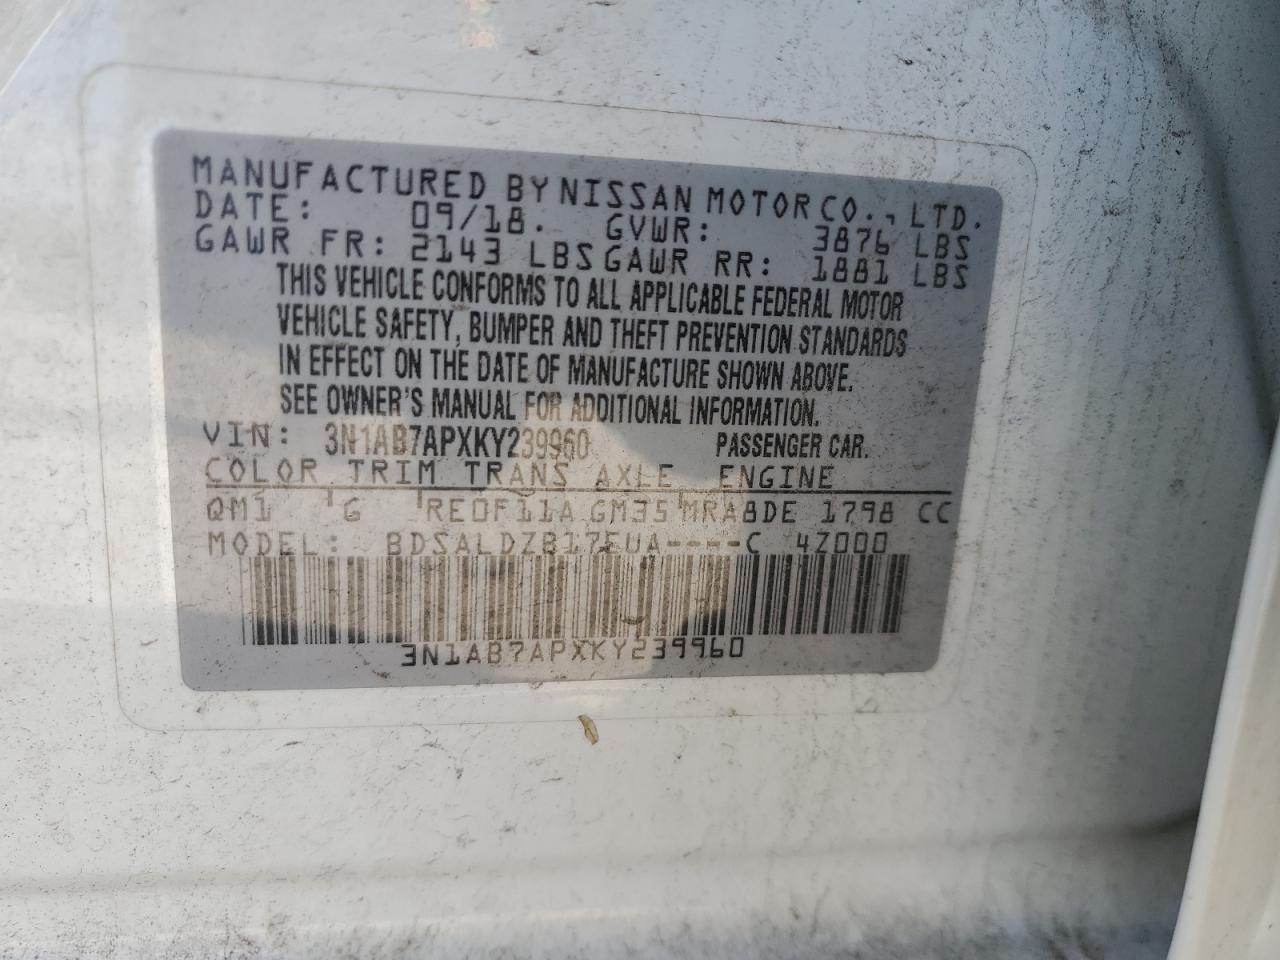 MANUFACTURED BY NISSAN MOTOR CO., LTD.
DATE: 09/18. GVWR: 3876 LBS
GAWR FR: 2143 LBS GAWR RR: 1881 LBS
THIS VEHICLE CONFORMS TO ALL APPLICABLE FEDERAL MOTOR
VEHICLE SAFETY, BUMPER AND THEFT PREVENTION STANDARDS
IN EFFECT ON THE DATE OF MANUFACTURE SHOWN ABOVE.
SEE OWNER'S MANUAL FOR ADDITIONAL INFORMATION.
VIN: 3N1AB7APXKY239960 PASSENGER CAR.
COLOR TRIM TRANS AXLE ENGINE
QM1 G RE0F11A GM35 MRA8DE 1798 CC
MODEL: BDSALDZB17EUA----C 4Z000
3N1AB7APXKY239960